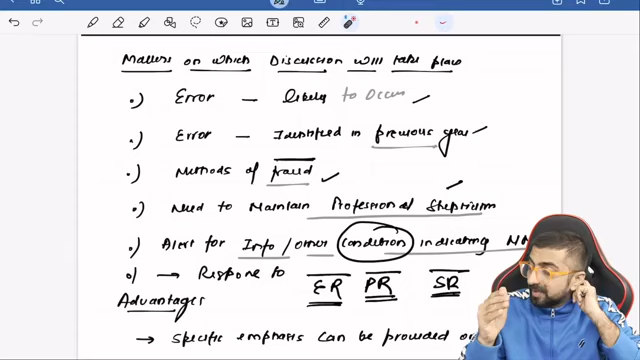 Matters on which Discussion will take place
•) Error — likely to occur ✓
•) Error — Identified in previous year ✓
•) Methods of fraud ✓
•) Need to Maintain Professional Skepticism
•) Alert for Info/other condition indicating
•) → Respone to ER PR SR
Advantages
→ Specific emphasis can be provided